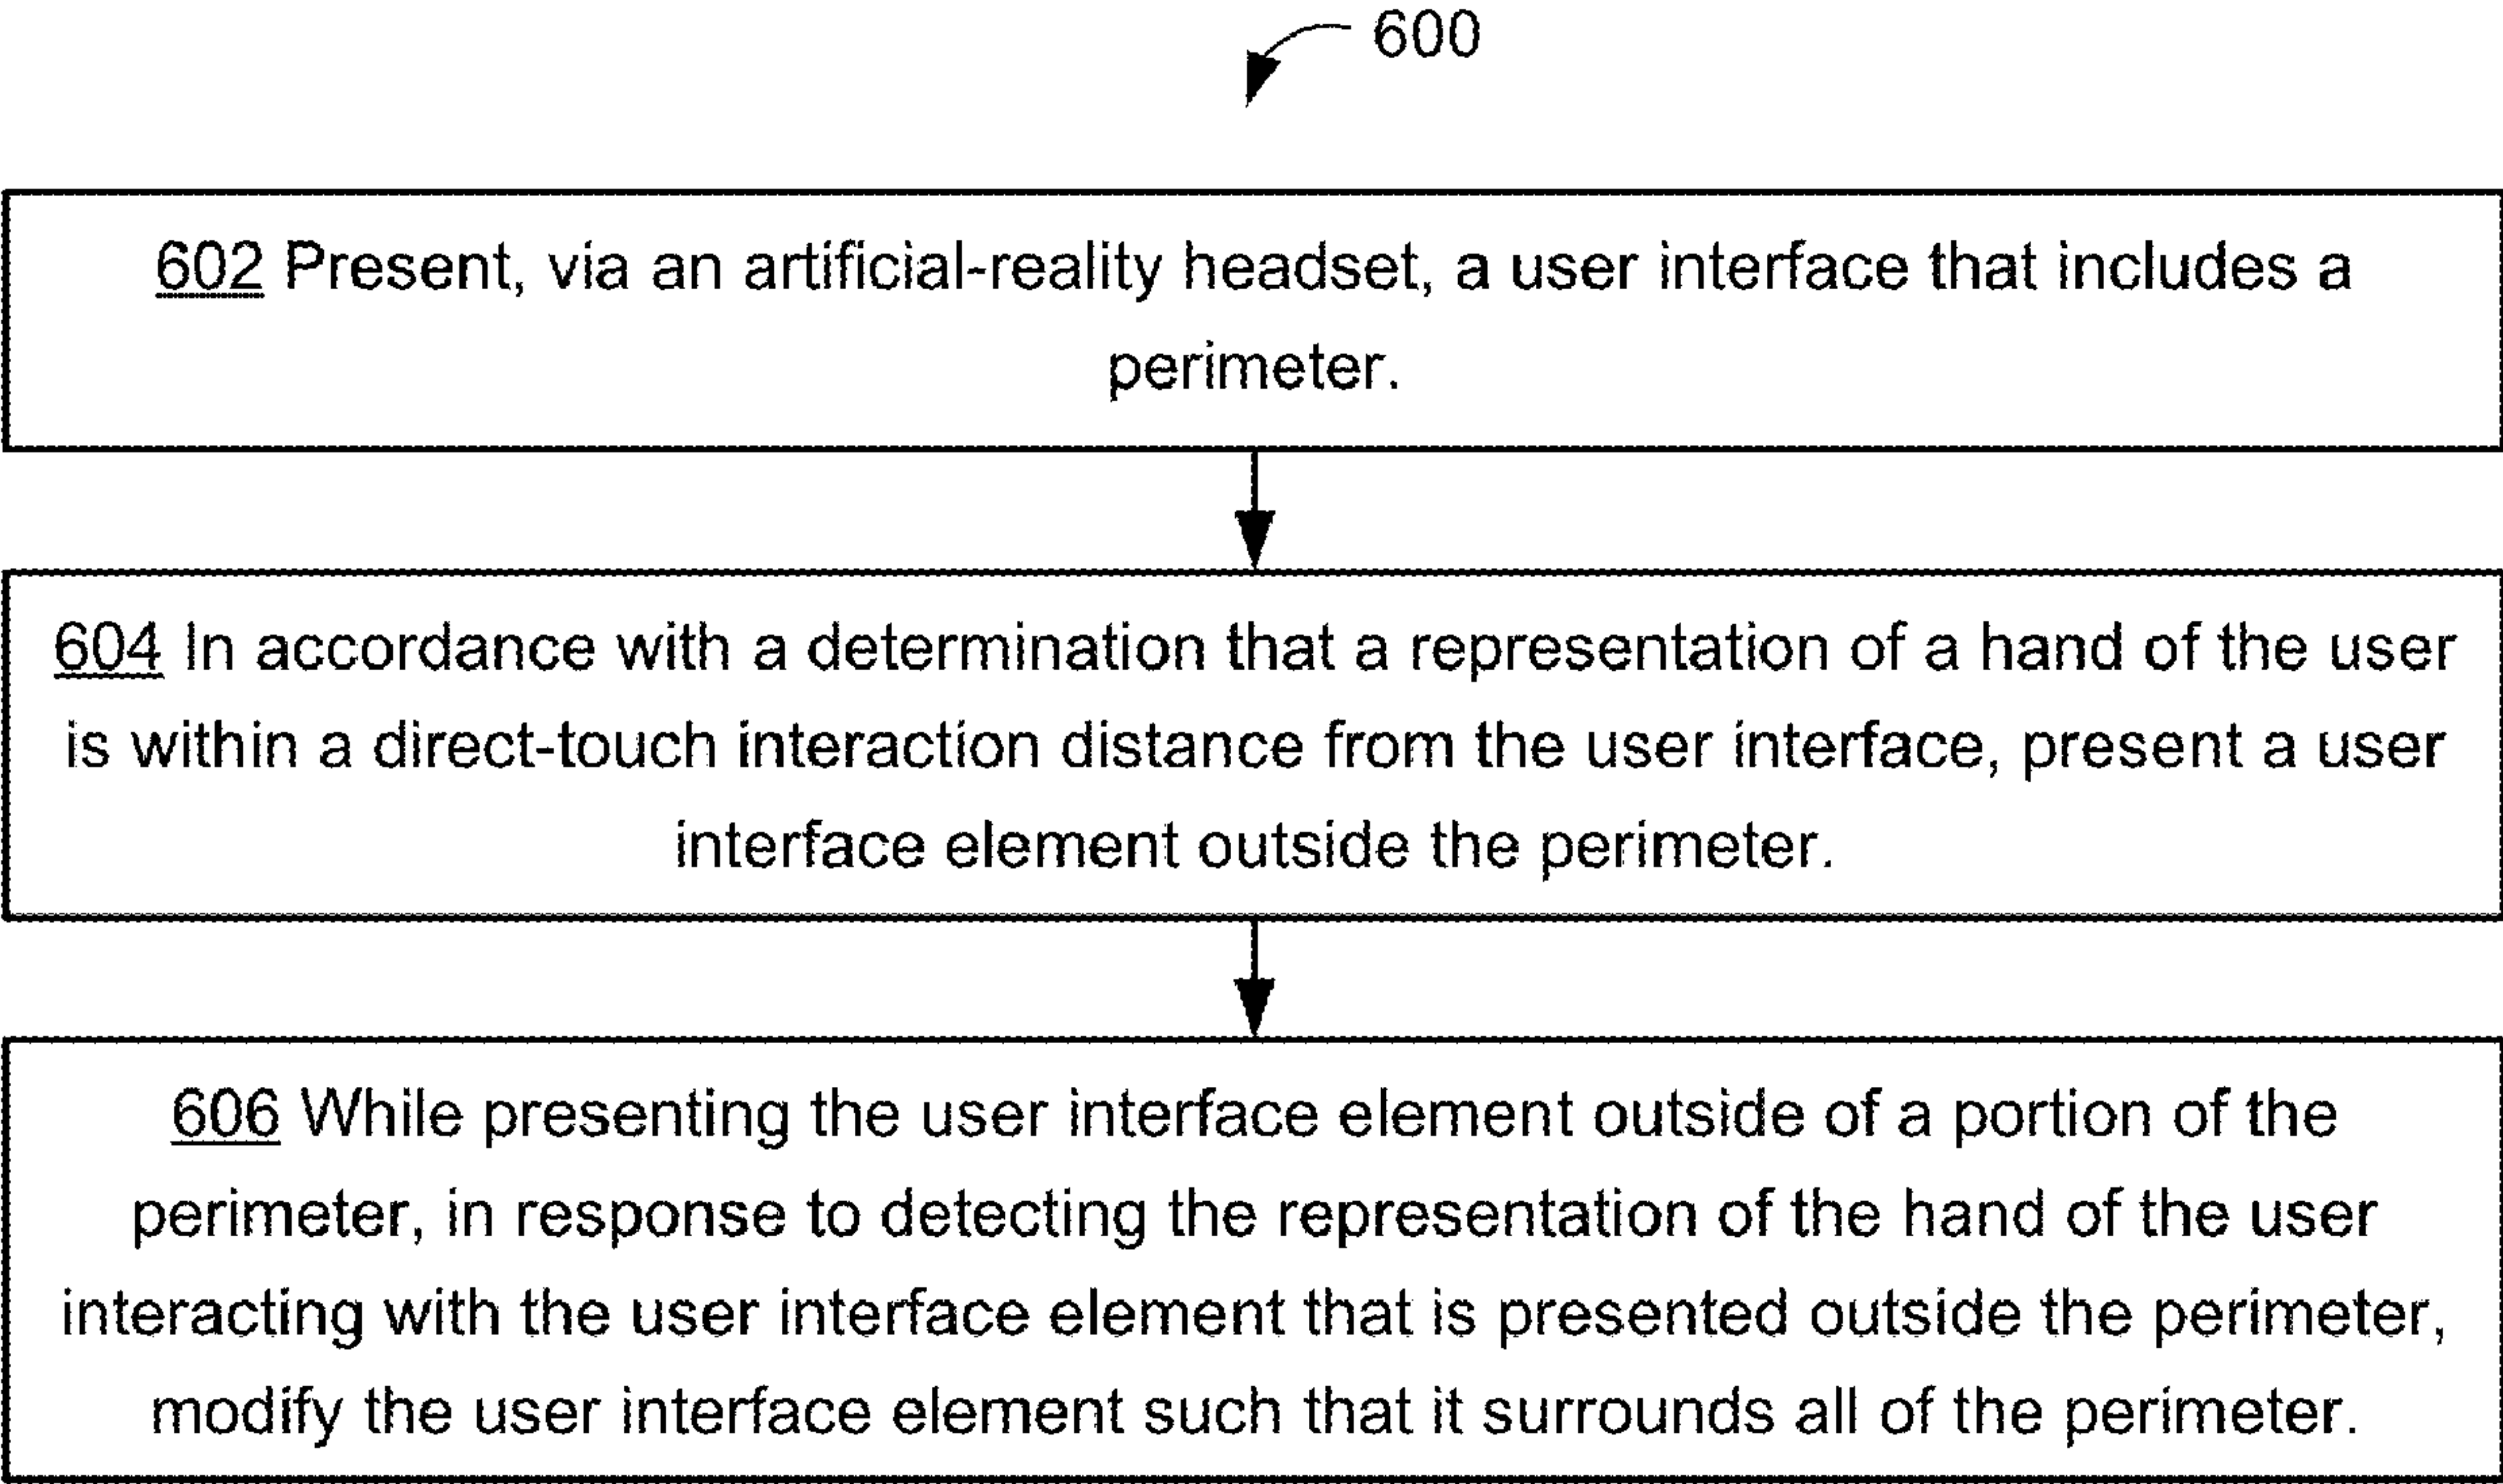 600
602 Present, via an artificial-reality headset, a user interface that includes a
perimeter.
604 In accordance with a determination that a representation of a hand of the user
is within a direct-touch interaction distance from the user interface, present a user
interface element outside the perimeter.
606 While presenting the user interface element outside of a portion of the
perimeter, in response to detecting the representation of the hand of the user
interacting with the user interface element that is presented outside the perimeter,
modify the user interface element such that it surrounds all of the perimeter.